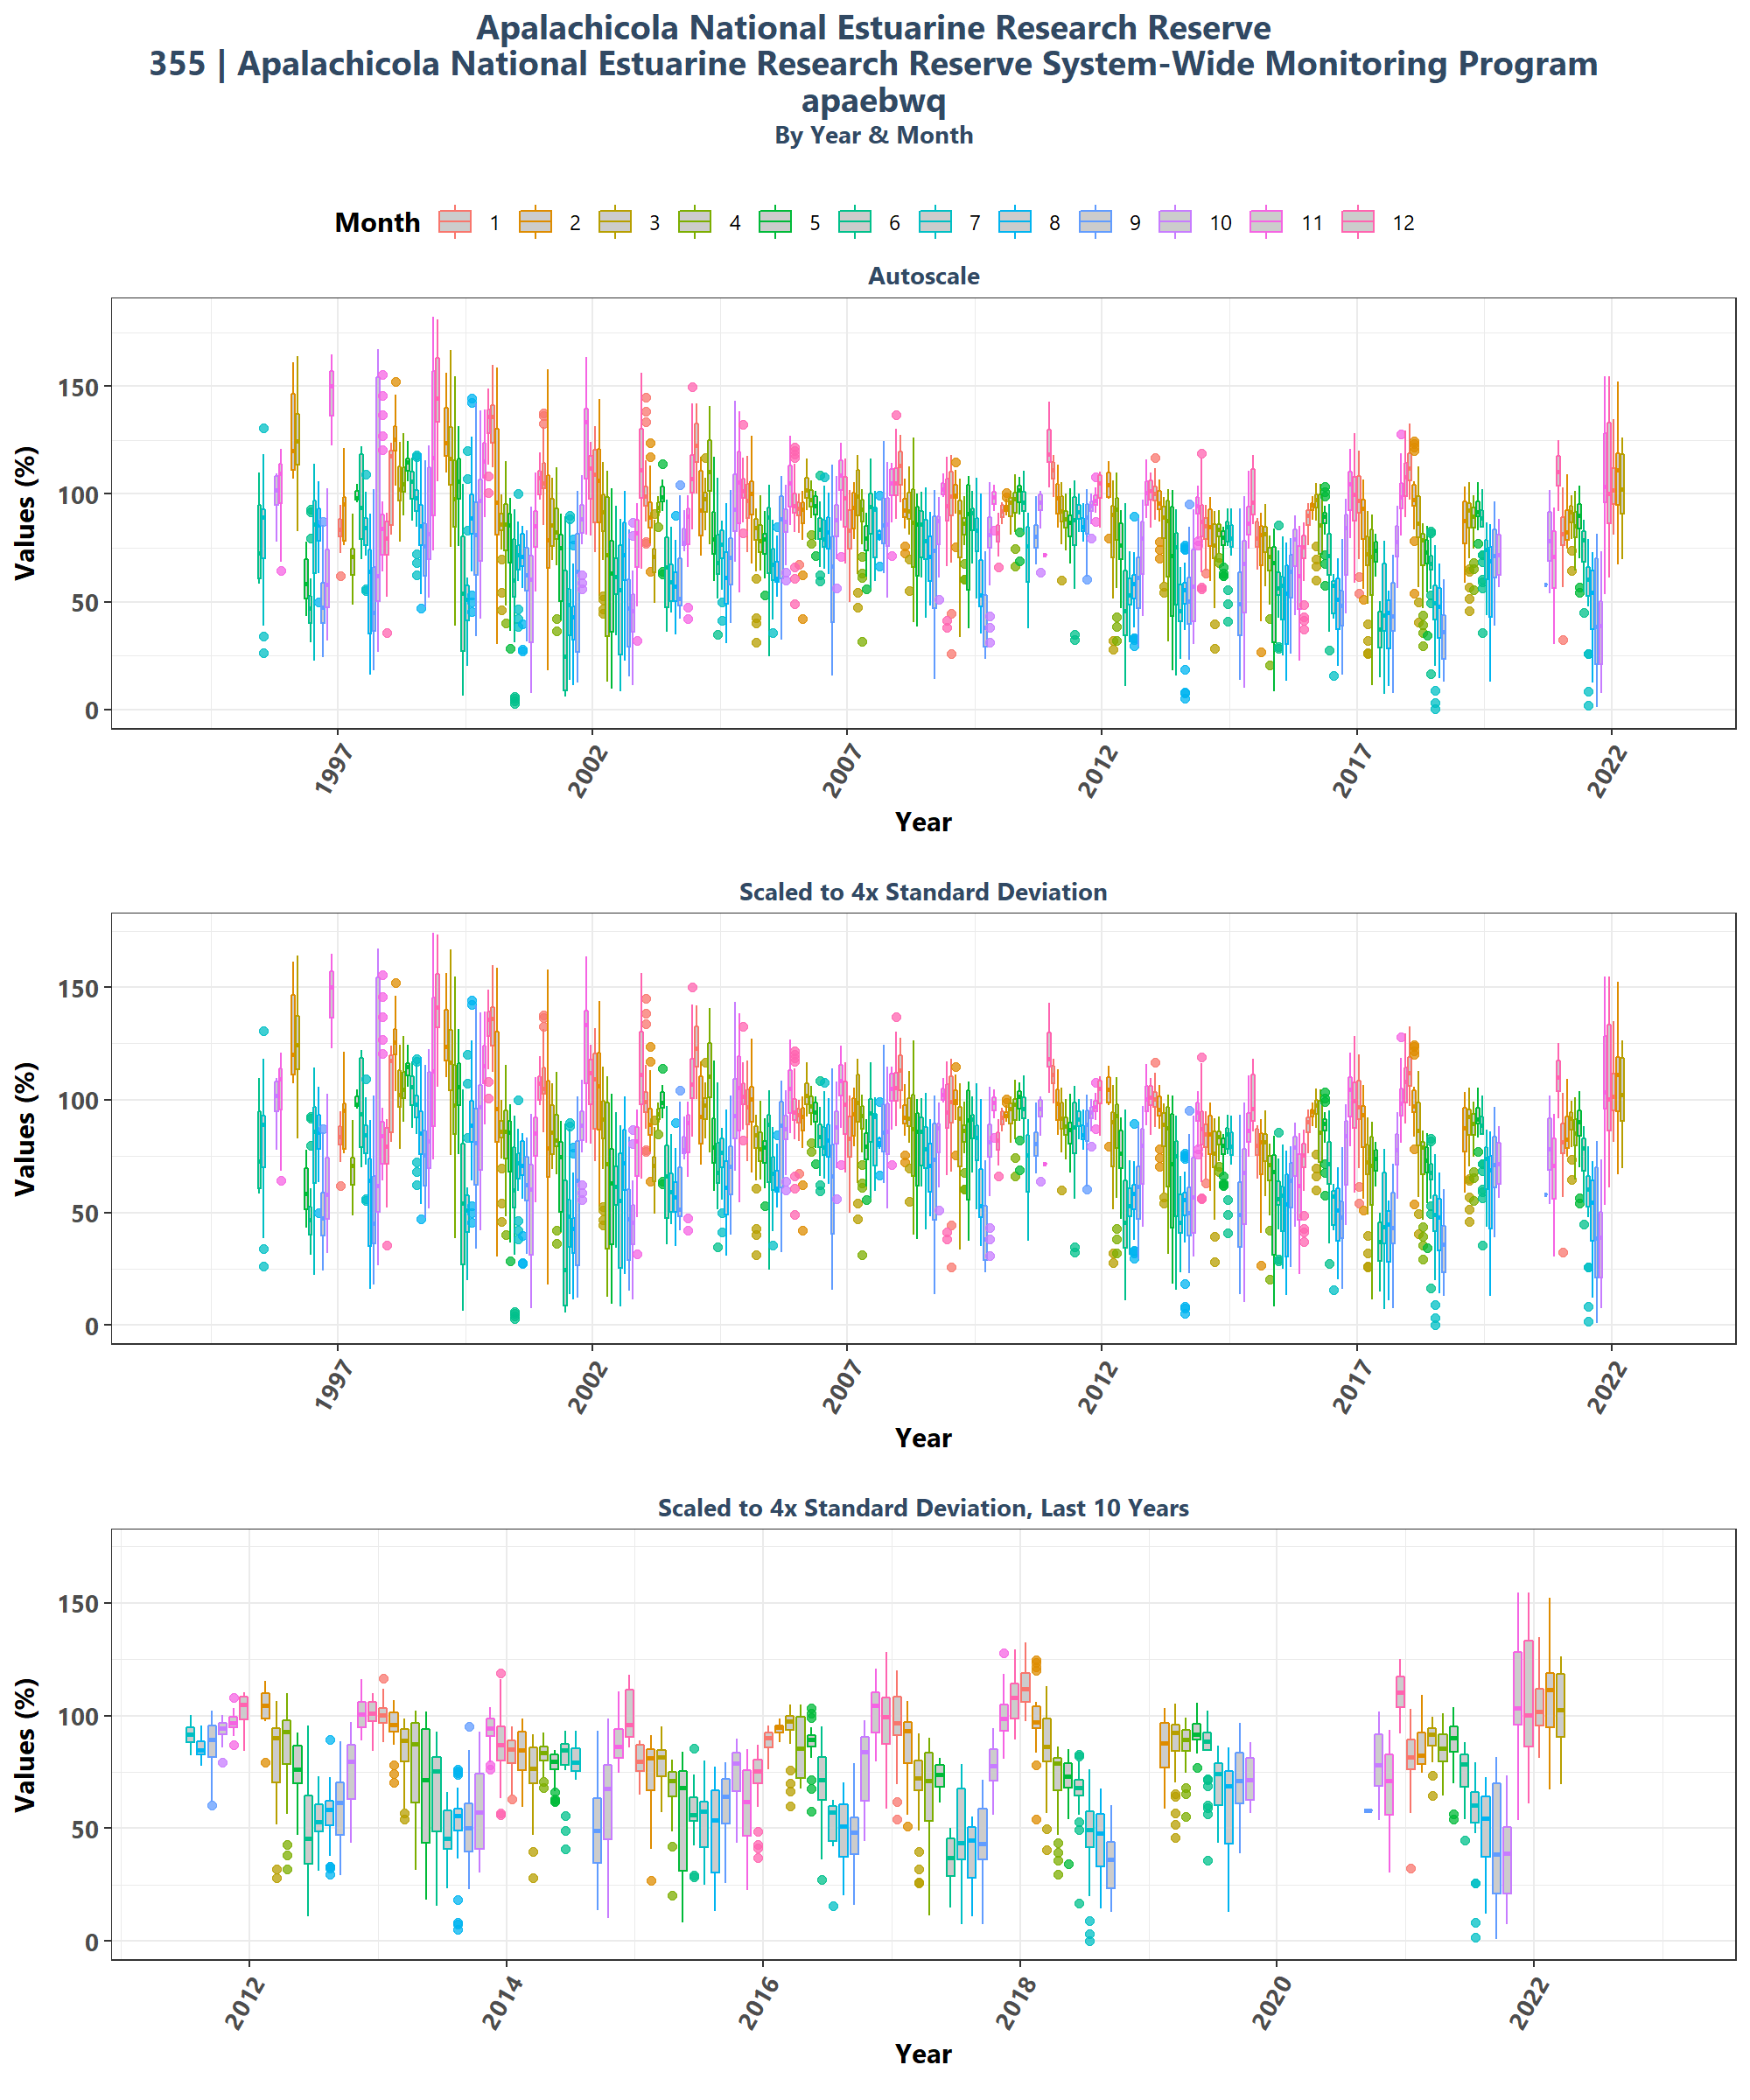 Apalachicola National Estuarine Research Reserve
355 | Apalachicola National Estuarine Research Reserve System-Wide Monitoring Program
apaebwq
By Year & Month
Month 1 2 3 4 5 6 7 8 9 10 11 12
Autoscale
Values (%)
150
100
50
0
1997 2002 2007 2012 2017 2022
Year
Scaled to 4x Standard Deviation
Values (%)
150
100
50
0
1997 2002 2007 2012 2017 2022
Year
Scaled to 4x Standard Deviation, Last 10 Years
Values (%)
150
100
50
0
2012 2014 2016 2018 2020 2022
Year